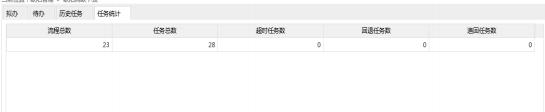 拟办 待办 历史任务 任务统计
流程总数 任务总数 超时任务数 回退任务数 退回任务数
23 28 0 0 0